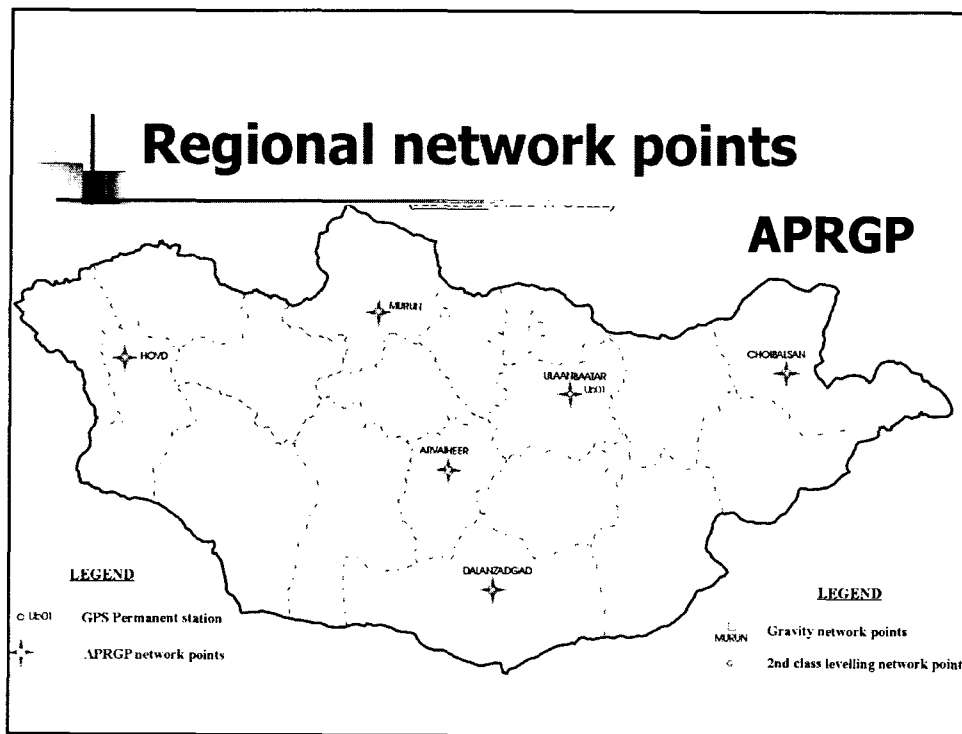 Regional network points
APRGP
MURUN
HOVD
CHOIBALSAN
ULAANBAATAR
Ub01
ARVAIHEER
DALANZADGAD
LEGEND
Ub01 GPS Permanent station
APRGP network points
LEGEND
MURUN Gravity network points
2nd class levelling network point